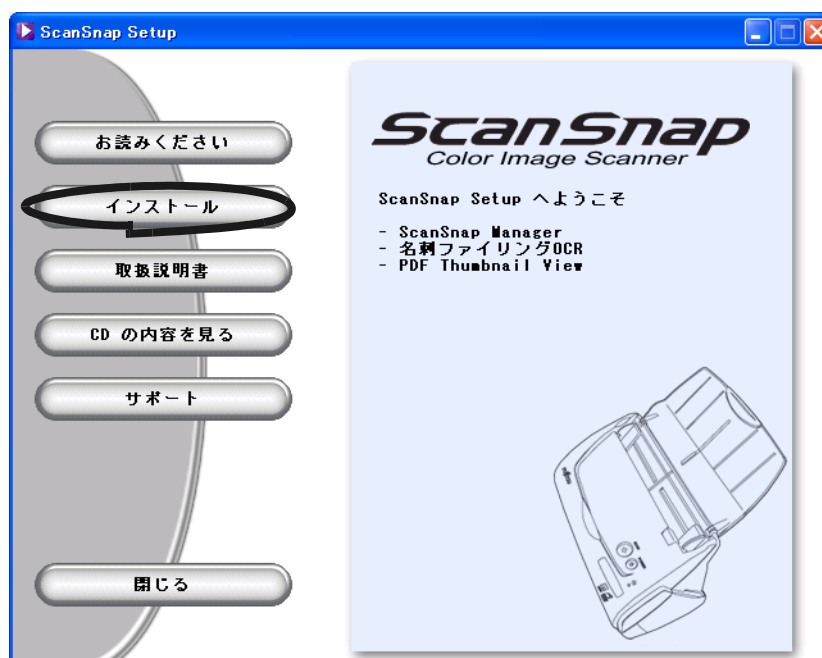 ScanSnap Setup
お読みください
インストール
取扱説明書
CD の内容を見る
サポート
閉じる
ScanSnap
Color Image Scanner
ScanSnap Setup へようこそ
- ScanSnap Manager
- 名刺ファイリングOCR
- PDF Thumbnail View